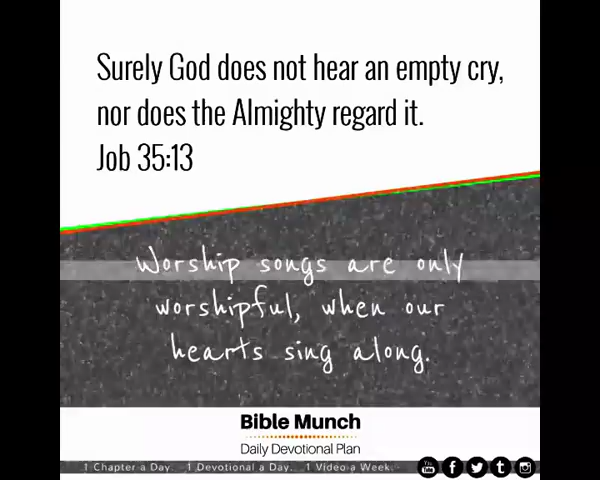 Surely God does not hear an empty cry,
nor does the Almighty regard it.
Job 35:13
Worship songs are only
worshipful, when our
hearts sing along.
Bible Munch
Daily Devotional Plan
1 Chapter a Day. 1 Devotional a Day. 1 Video a Week.
You Tube